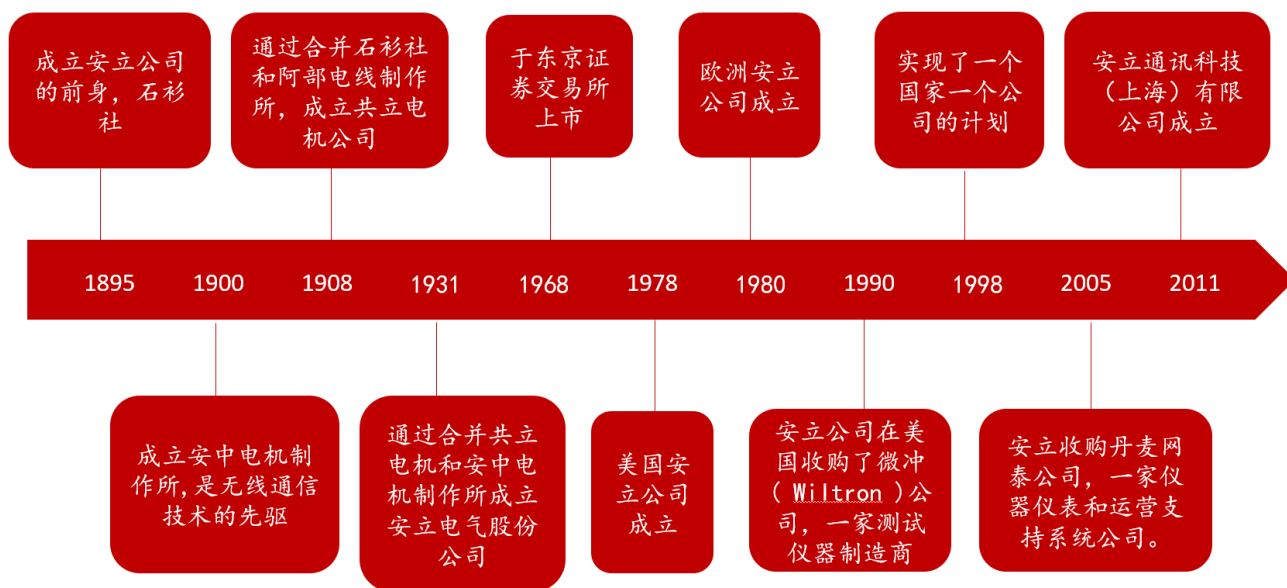 成立安立公司
的前身，石衫
社
通过合并石衫社
和阿部电线制作
所，成立共立电
机公司
于东京证
券交易所
上市
欧洲安立
公司成立
实现了一个
国家一个公
司的计划
安立通讯科技
（上海）有限
公司成立
1895
1900
1908
1931
1968
1978
1980
1990
1998
2005
2011
成立安中电机制
作所,是无线通信
技术的先驱
通过合并共立
电机和安中电
机制作所成立
安立电气股份
公司
美国安
立公司
成立
安立公司在美
国收购了微冲
( Wiltron )公
司，一家测试
仪器制造商
安立收购丹麦网
泰公司，一家仪
器仪表和运营支
持系统公司。